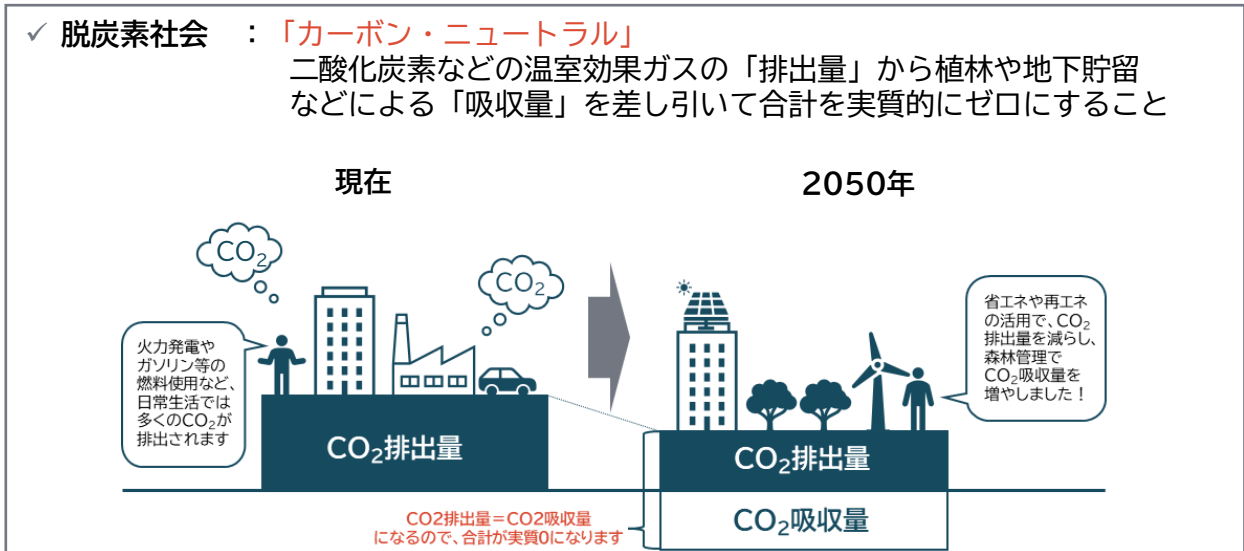 ✓ 脱炭素社会 ： 「カーボン・ニュートラル」
二酸化炭素などの温室効果ガスの「排出量」から植林や地下貯留
などによる「吸収量」を差し引いて合計を実質的にゼロにすること
現在
2050年
CO₂
CO₂
火力発電や
ガソリン等の
燃料使用など、
日常生活では
多くのCO₂が
排出されます
CO₂排出量
省エネや再エネ
の活用で、CO₂
排出量を減らし、
森林管理で
CO₂吸収量を
増やしました！
CO₂排出量
CO₂吸収量
CO2排出量＝CO2吸収量
になるので、合計が実質0になります